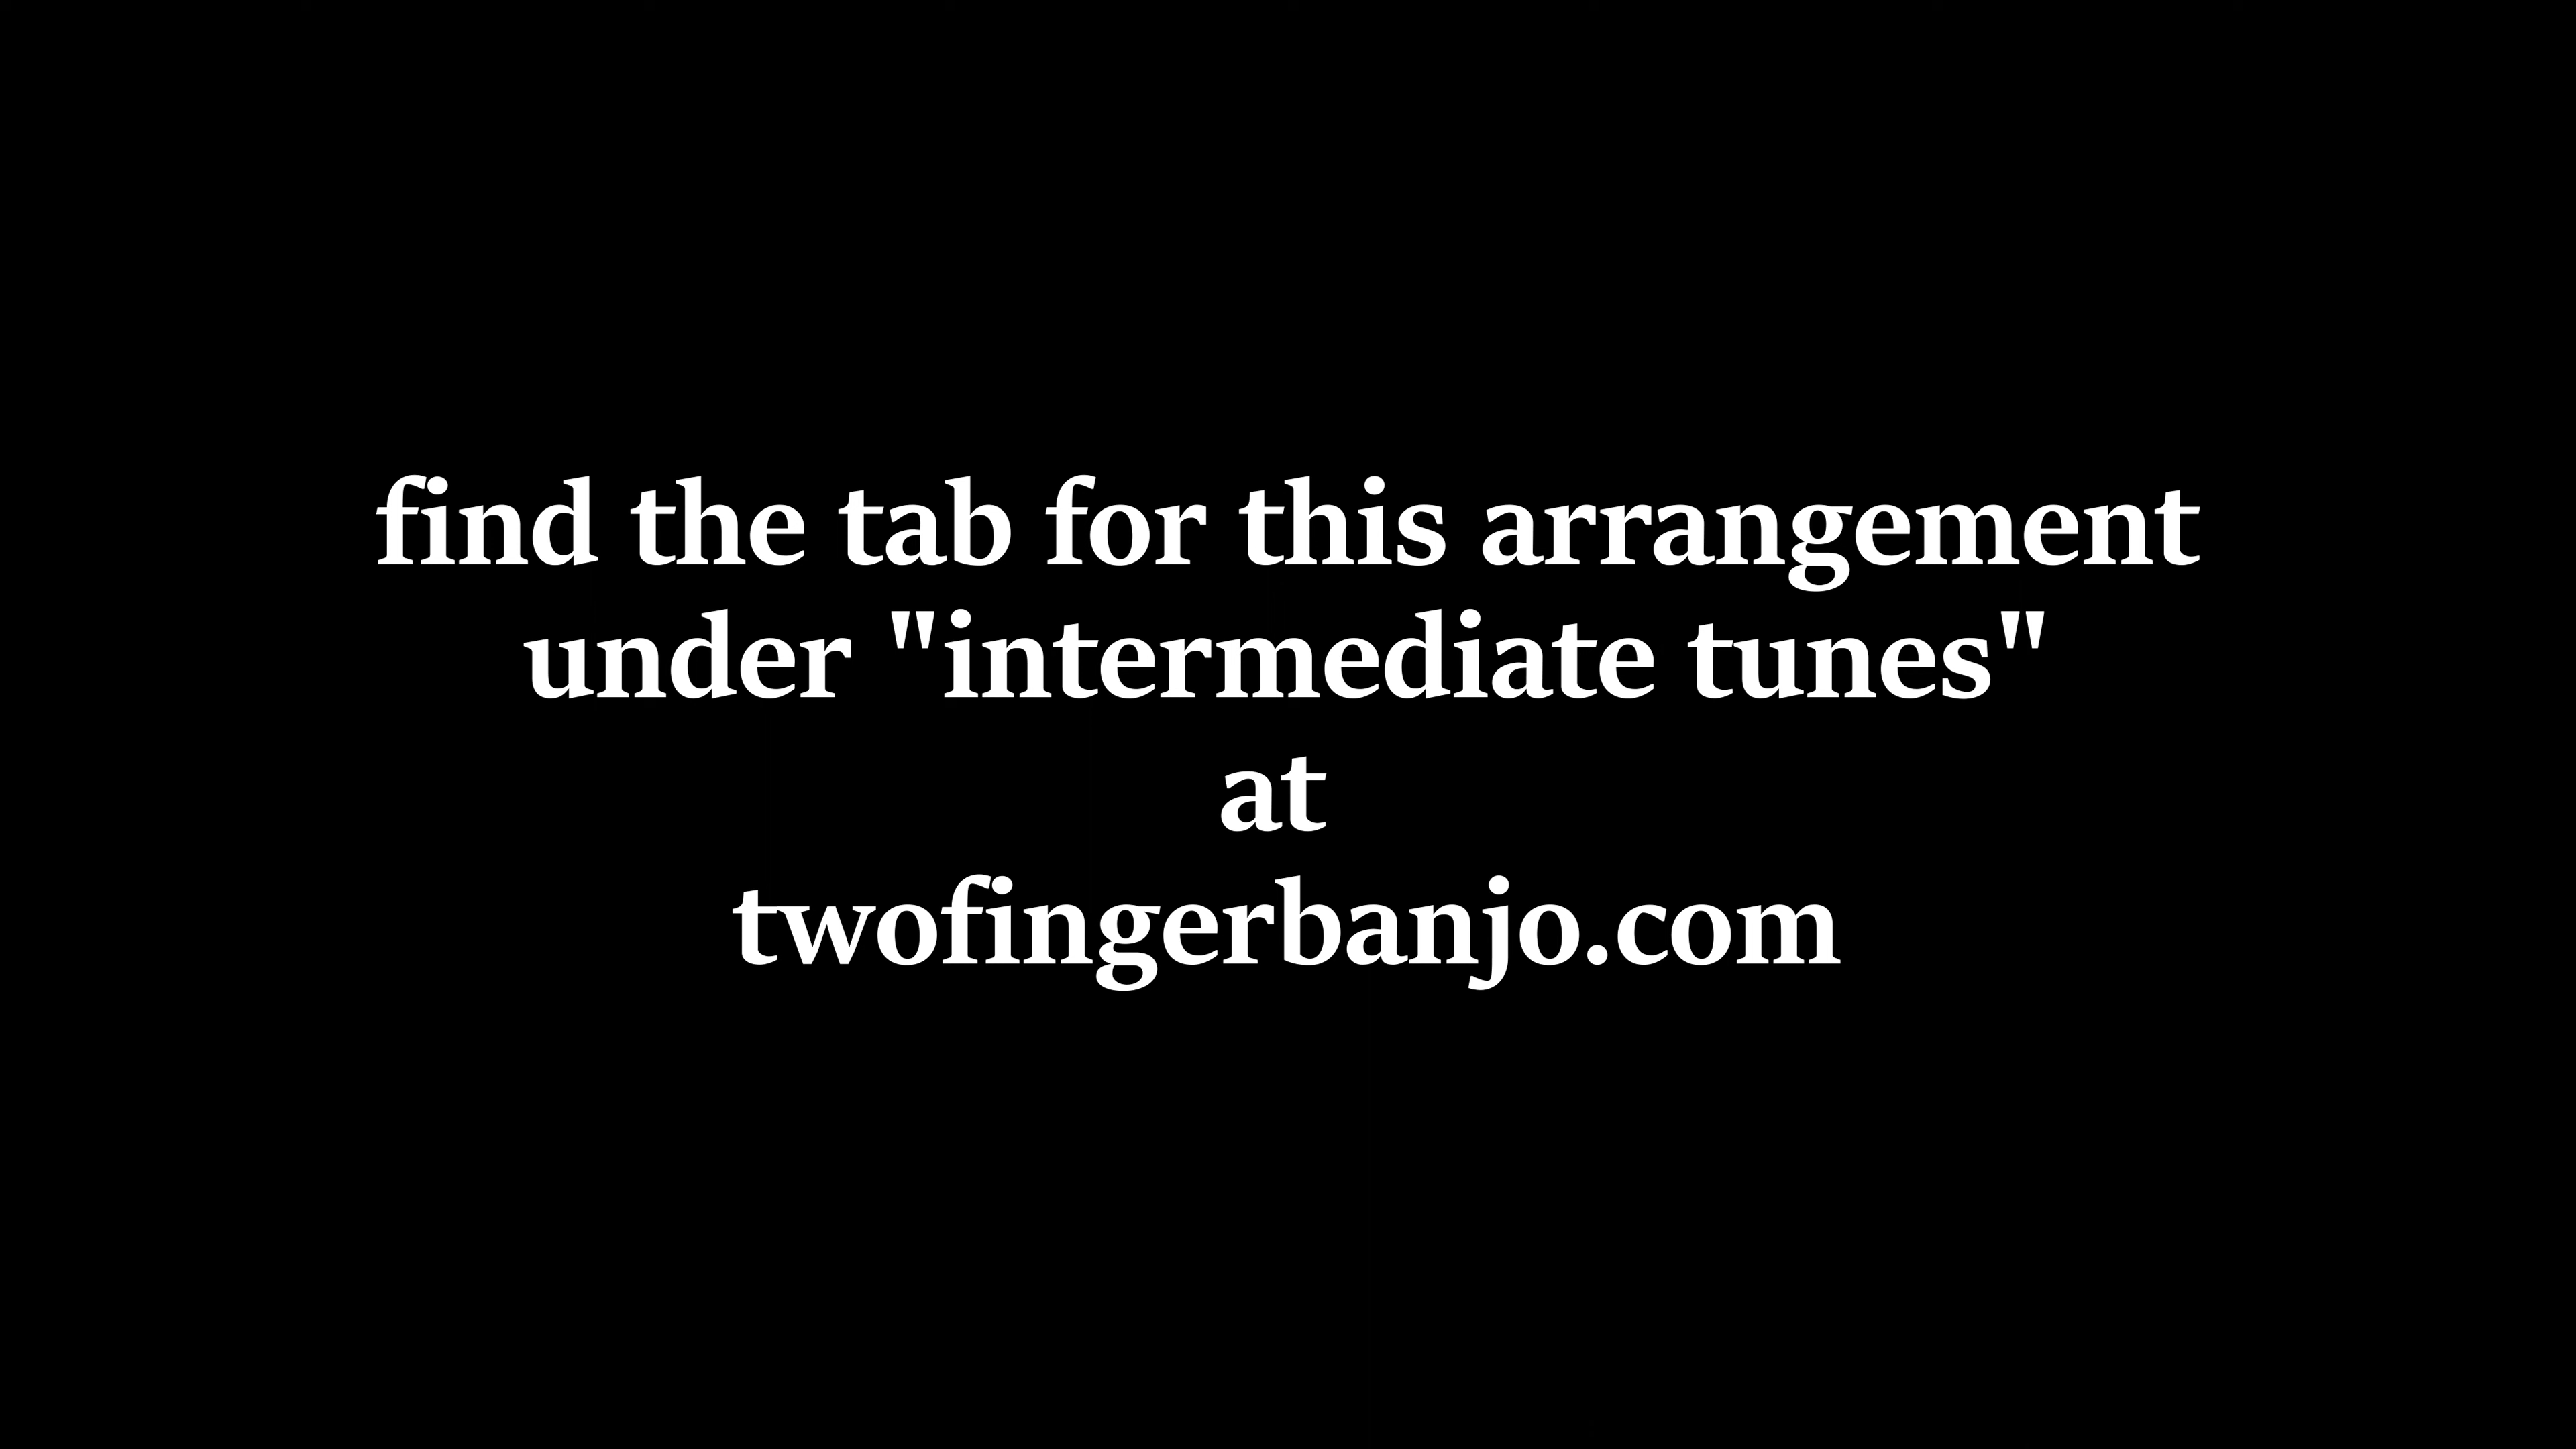 find the tab for this arrangement
under "intermediate tunes"
at
twofingerbanjo.com